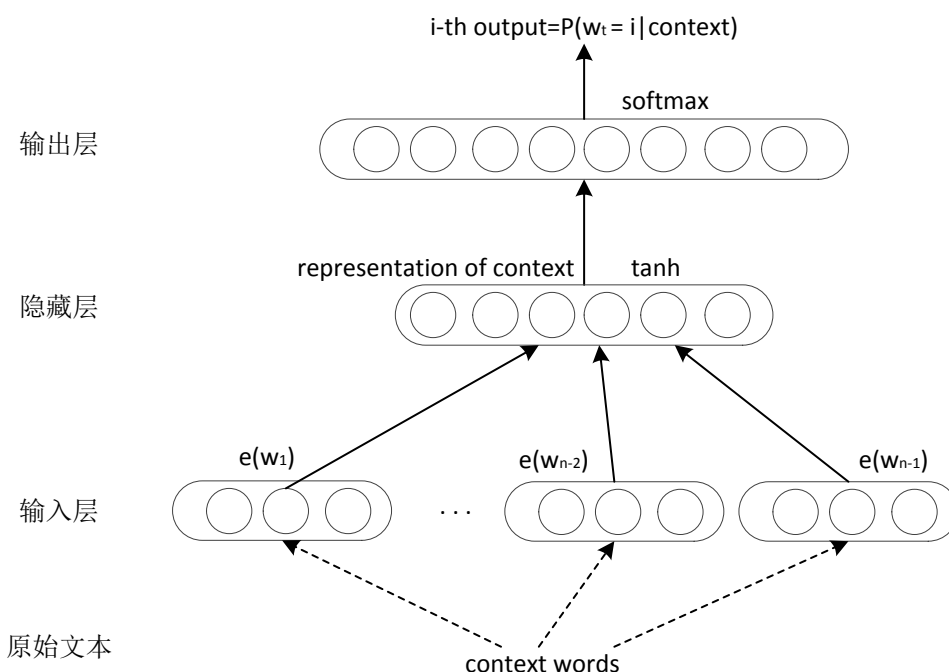 i-th output=P(wt = i|context)
softmax
输出层
representation of context tanh
隐藏层
e(w1) e(wn-2) e(wn-1)
输入层 ...
原始文本
context words